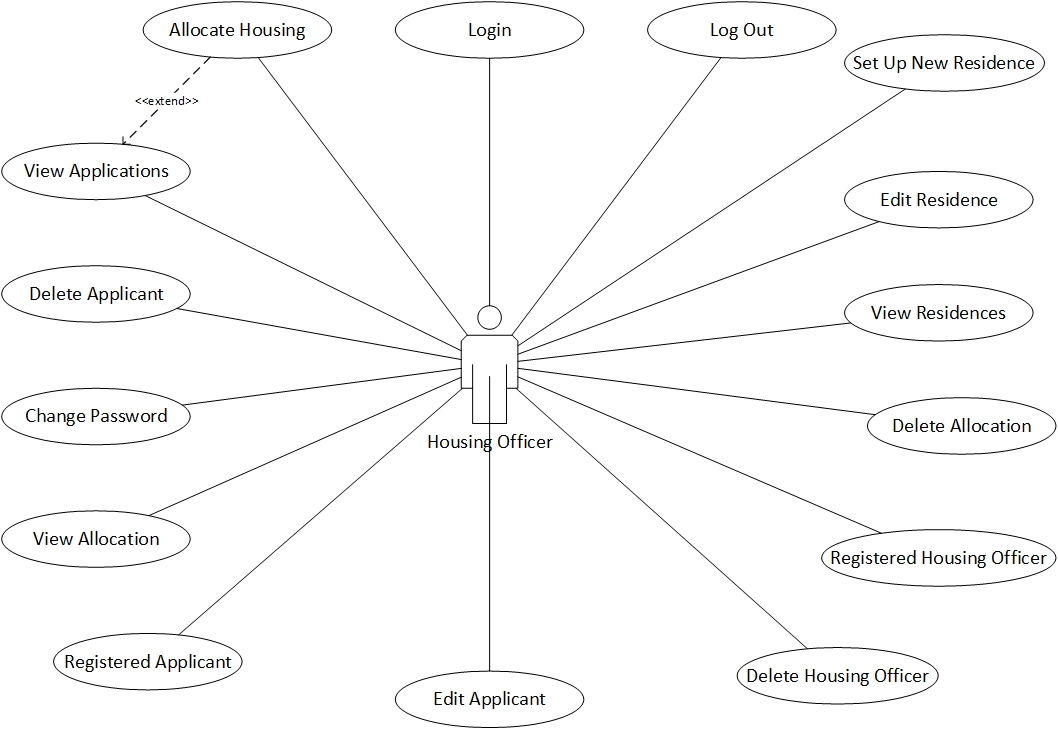 Allocate Housing
Login
Log Out
Set Up New Residence
<<extend>>
View Applications
Edit Residence
Delete Applicant
View Residences
Change Password
Delete Allocation
Housing Officer
View Allocation
Registered Housing Officer
Registered Applicant
Delete Housing Officer
Edit Applicant